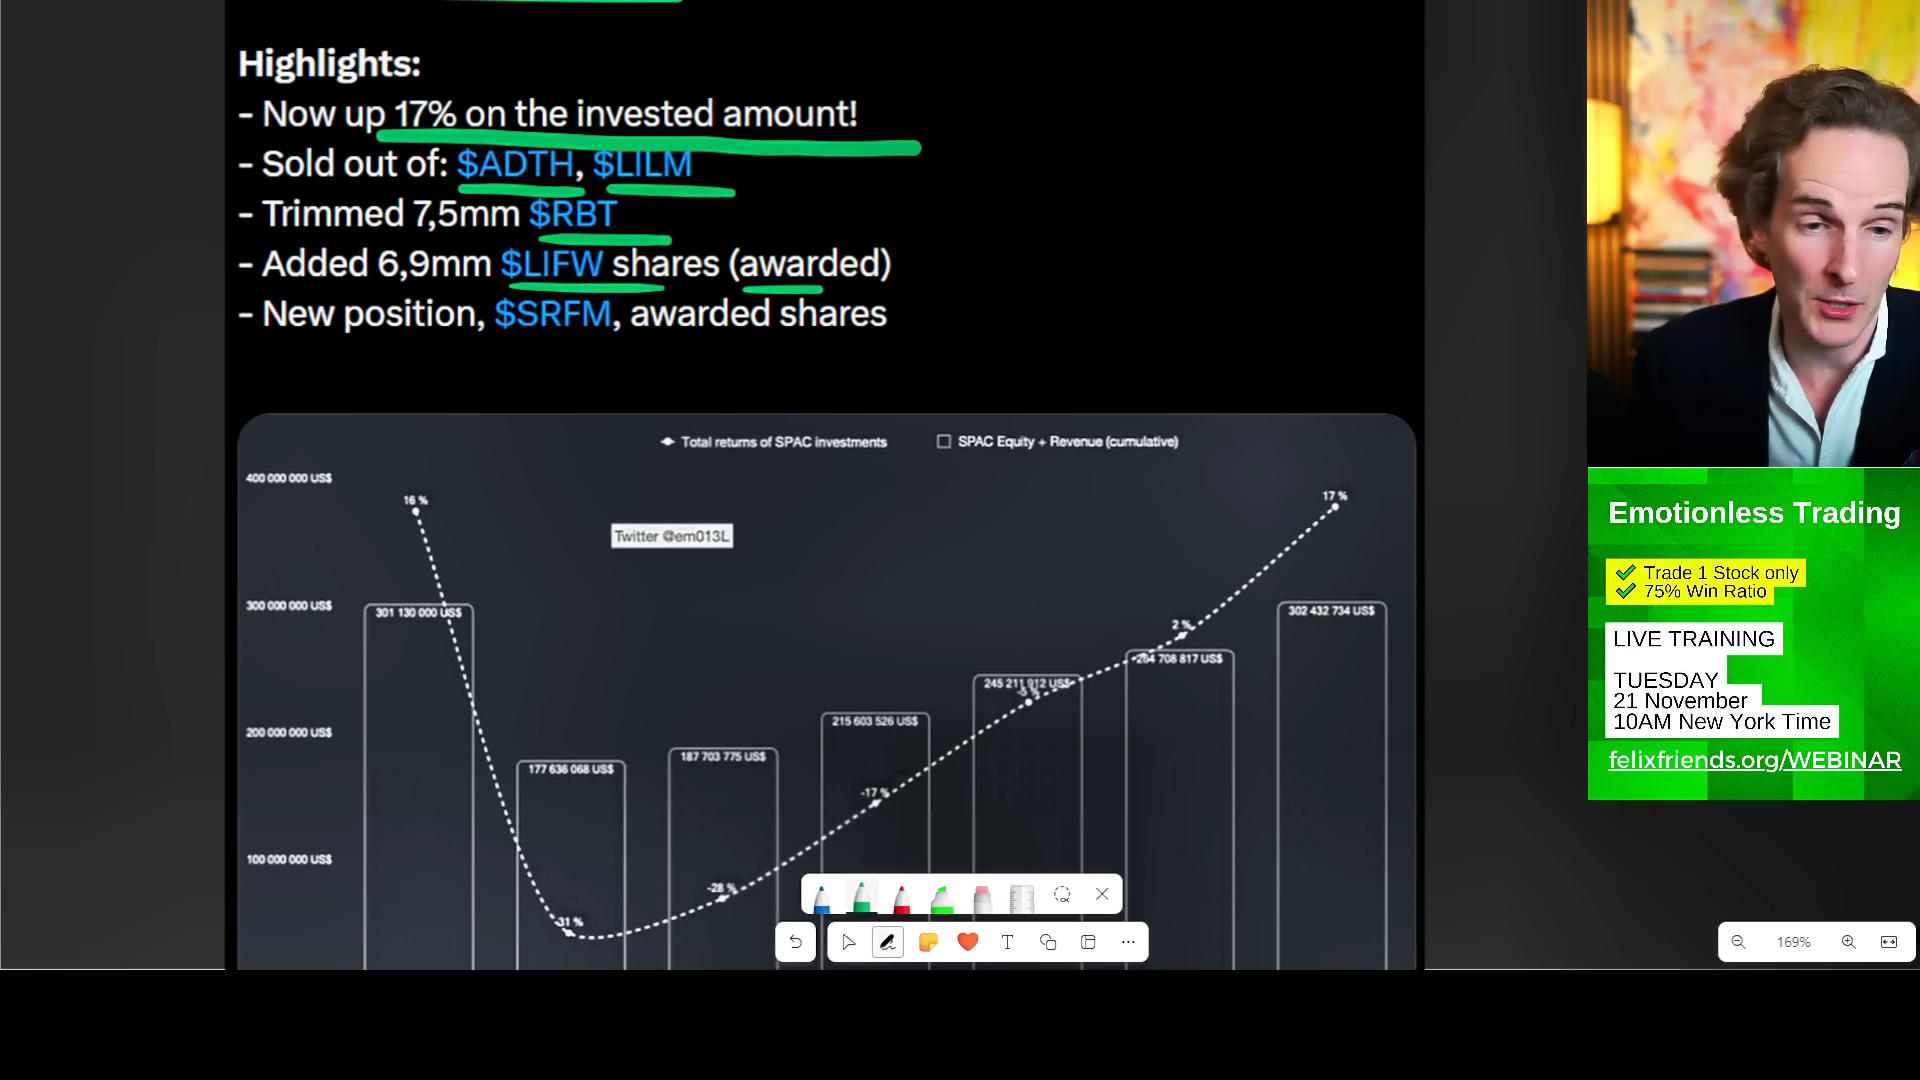 Highlights:
- Now up 17% on the invested amount!
- Sold out of: $ADTH, $LILM
- Trimmed 7,5mm $RBT
- Added 6,9mm $LIFW shares (awarded)
- New position, $SRFM, awarded shares
Total returns of SPAC investments
SPAC Equity + Revenue (cumulative)
400 000 000 US$
300 000 000 US$
200 000 000 US$
100 000 000 US$
16 %
-31 %
-28 %
-17 %
-5 %
2 %
17 %
Twitter @em013L
301 130 000 US$
177 636 068 US$
187 703 775 US$
215 603 526 US$
245 211 912 US$
264 708 817 US$
302 432 734 US$
T
169%
Emotionless Trading
Trade 1 Stock only
75% Win Ratio
LIVE TRAINING
TUESDAY
21 November
10AM New York Time
felixfriends.org/WEBINAR